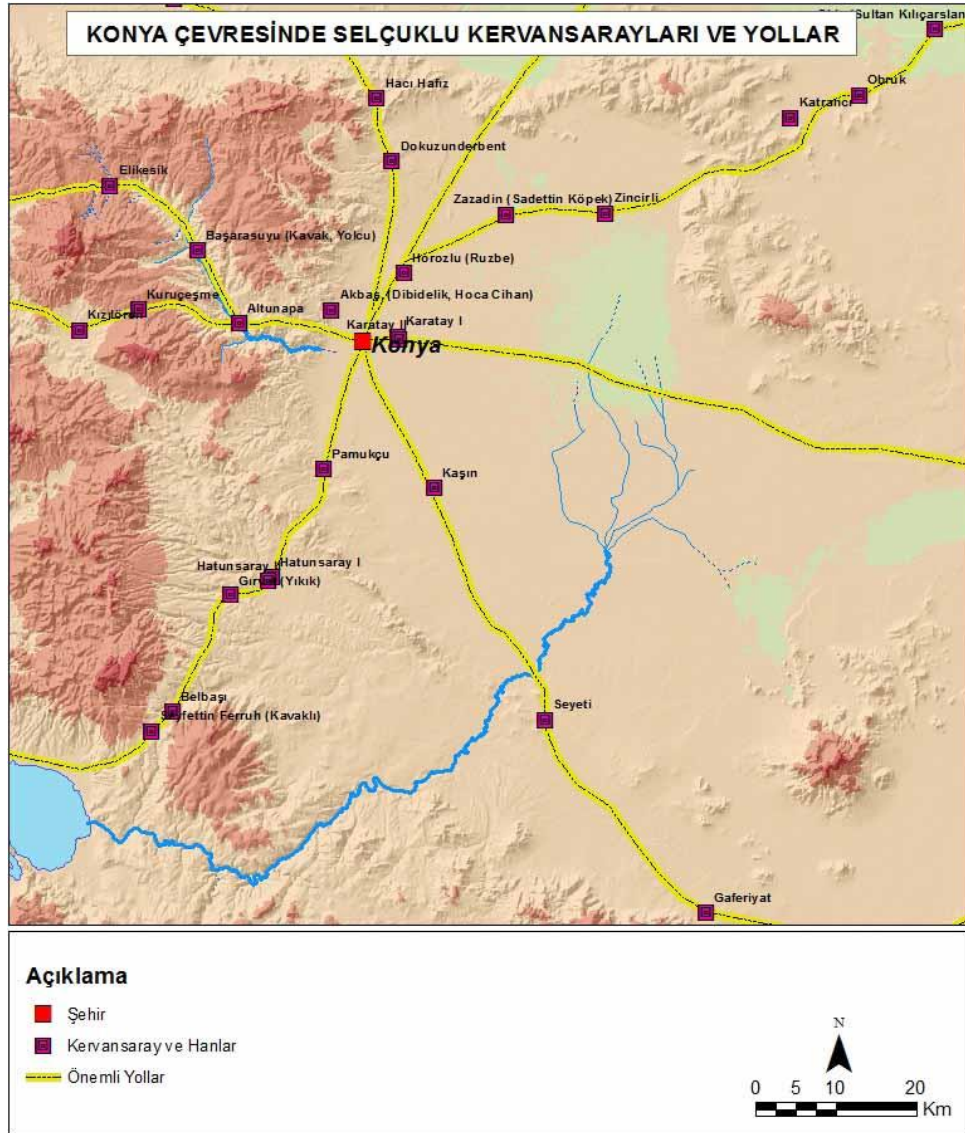 KONYA ÇEVRESİNDE SELÇUKLU KERVANSARAYLARI VE YOLLAR
Sultan Kılıçarslan
Hacı Hafız
Obruk
Katrancı
Dokuzunderbent
Elikesik
Zazadin (Sadettin Köpek)
Zincirli
Başarasuyu (Kavak, Yolcu)
Horozlu (Ruzbe)
Kuruçeşme
Akbaş (Dibidelik, Hoca Cihan)
Kızılören
Altunapa
Karatay II
Karatay I
Konya
Pamukçu
Kaşın
Hatunsaray I
Hatunsaray
(Yıkık)
Belbaşı
Seyfettin Ferruh (Kavaklı)
Seyeti
Gaferiyat
Açıklama
Şehir
Kervansaray ve Hanlar
Önemli Yollar
N
0 5 10 20
Km